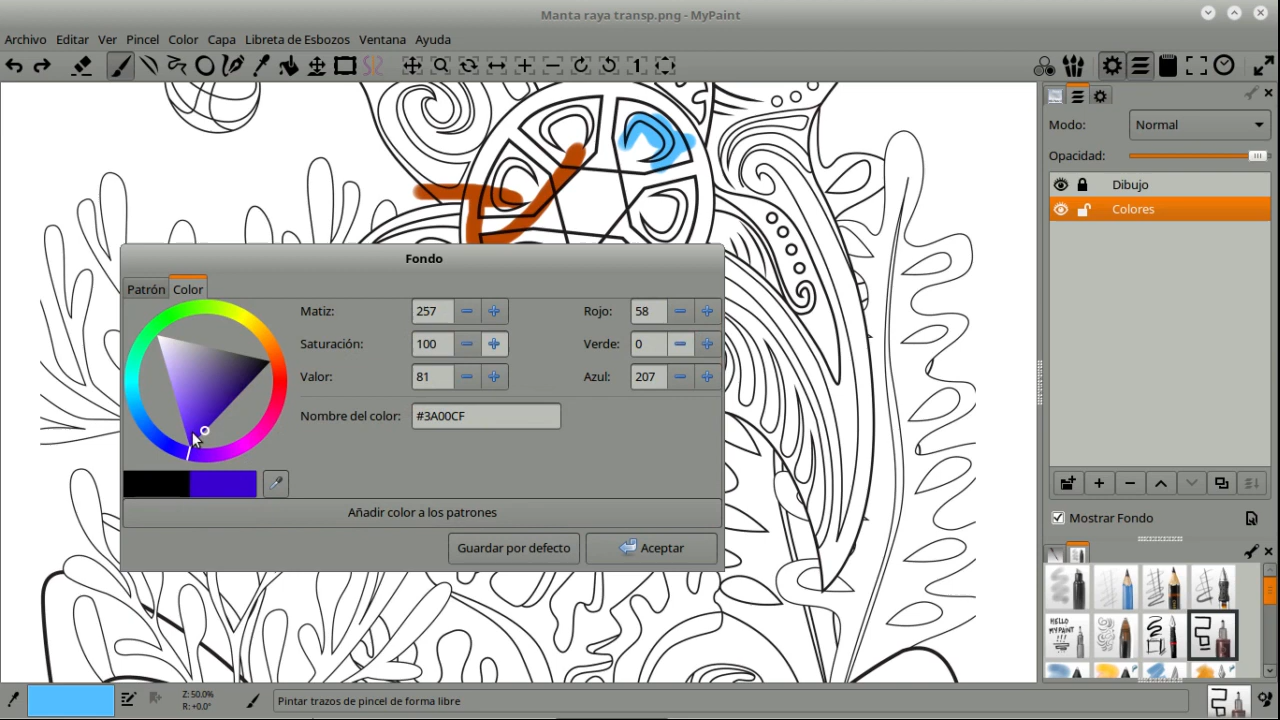 Manta raya transp.png - MyPaint
Archivo Editar Ver Pincel Color Capa Libreta de Esbozos Ventana Ayuda
Modo: Normal
Opacidad:
Dibujo
Colores
Fondo
Patrón Color
Matiz: 257 Rojo: 58
Saturación: 100 Verde: 0
Valor: 81 Azul: 207
Nombre del color: #3A00CF
Añadir color a los patrones
Guardar por defecto Aceptar
Mostrar Fondo
HELLO
MYPAINT
!!!
Z: 50.0%
R: +0.0°
Pintar trazos de pincel de forma libre